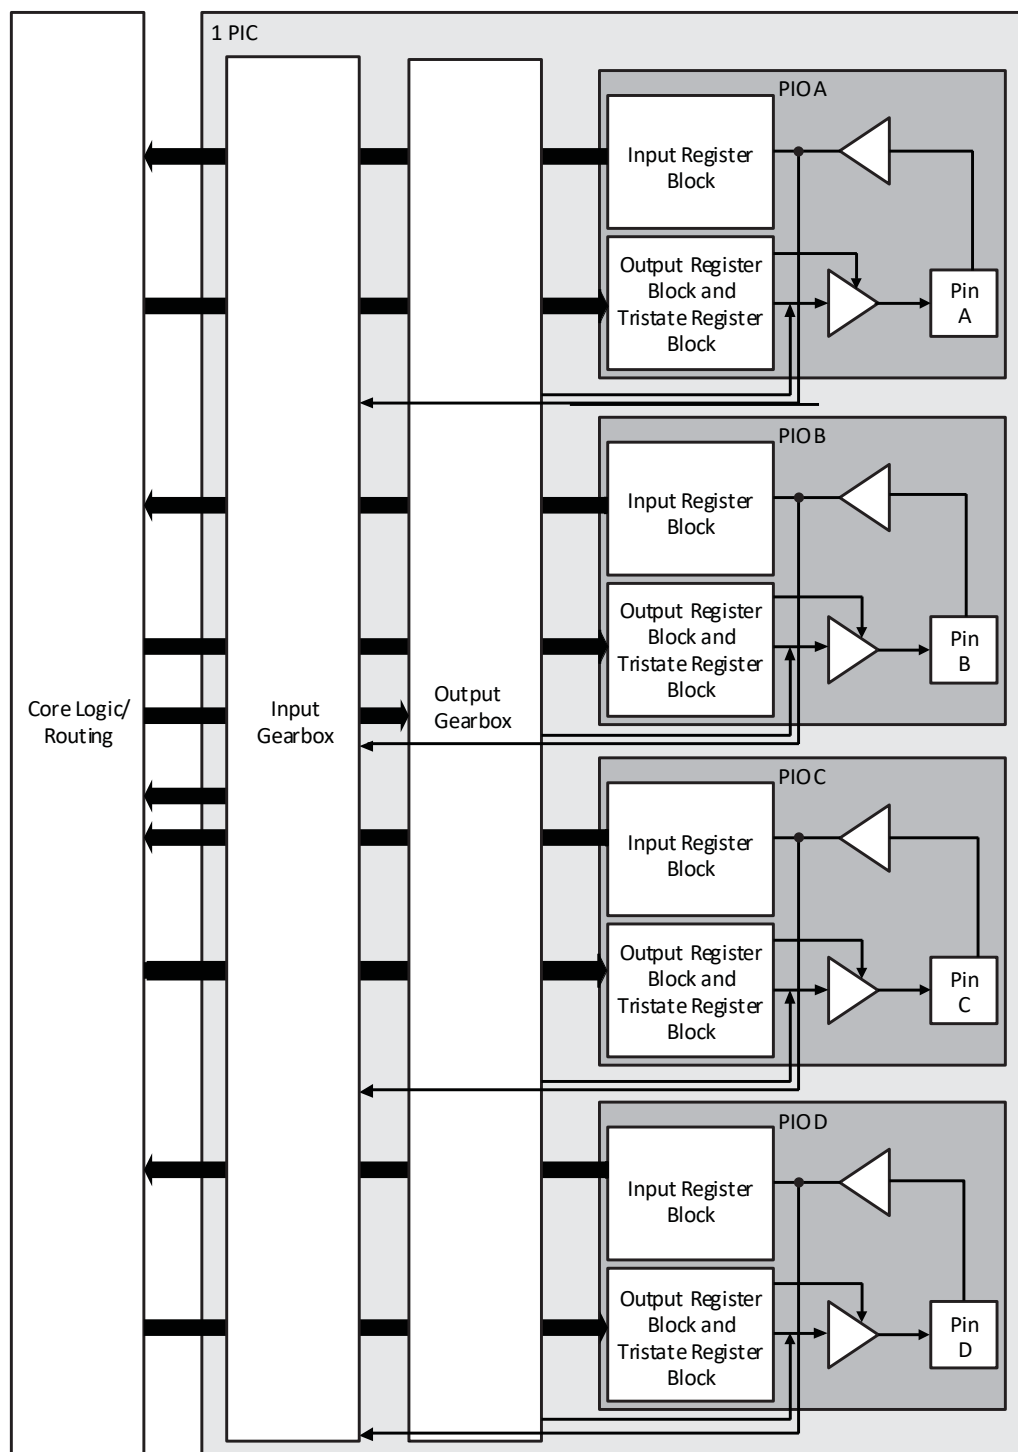 1 PIC
PIO A
Input Register
Block
Output Register
Block and
Tristate Register
Block
Pin
A
PIO B
Input Register
Block
Output Register
Block and
Tristate Register
Block
Pin
B
Core Logic/
Routing
Input
Gearbox
Output
Gearbox
PIO C
Input Register
Block
Output Register
Block and
Tristate Register
Block
Pin
C
PIO D
Input Register
Block
Output Register
Block and
Tristate Register
Block
Pin
D